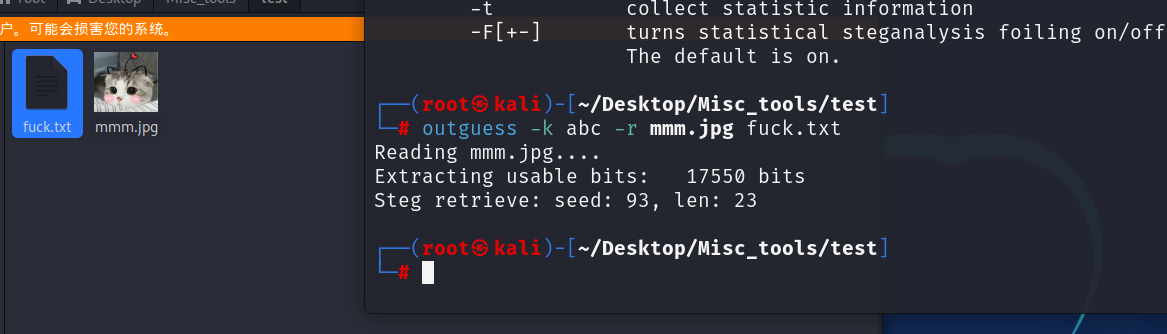 root Desktop Misc_tools test
户。可能会损害您的系统。
fuck.txt
mmm.jpg
-t collect statistic information
-F[+-] turns statistical steganalysis foiling on/off
The default is on.
┌──(root㉿kali)-[~/Desktop/Misc_tools/test]
└─# outguess -k abc -r mmm.jpg fuck.txt
Reading mmm.jpg....
Extracting usable bits: 17550 bits
Steg retrieve: seed: 93, len: 23
┌──(root㉿kali)-[~/Desktop/Misc_tools/test]
└─#